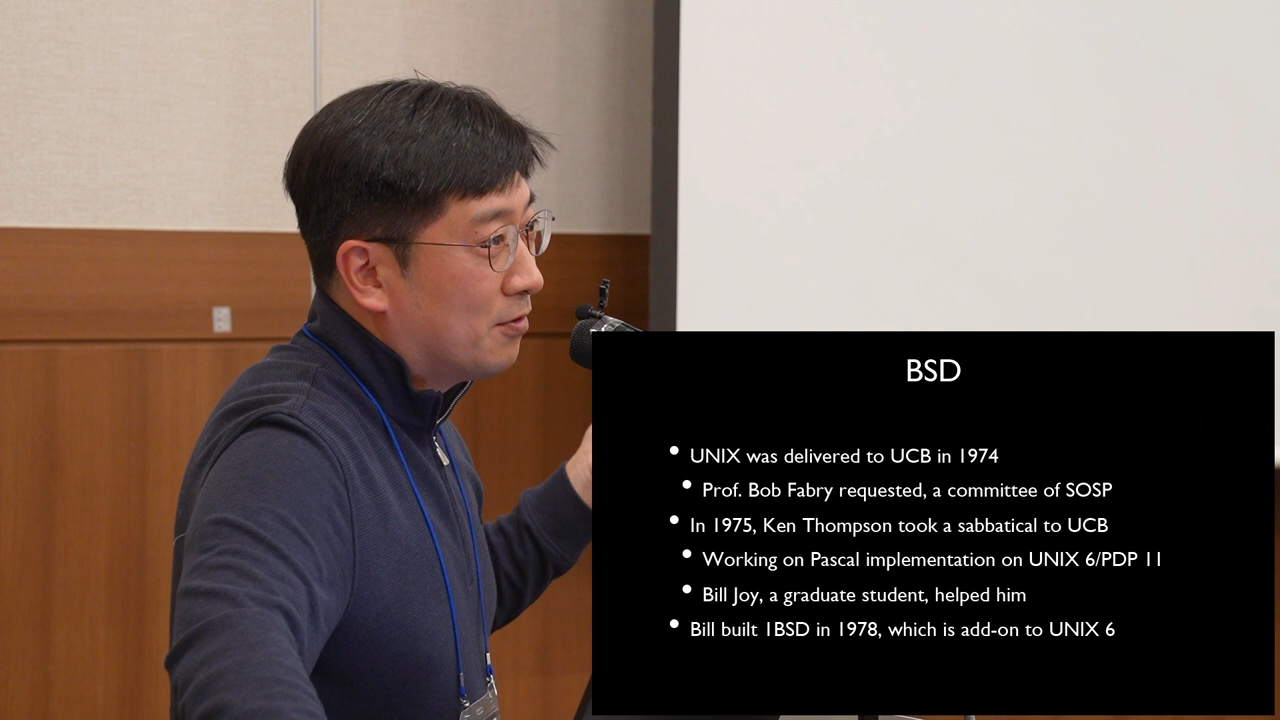 BSD
• UNIX was delivered to UCB in 1974
• Prof. Bob Fabry requested, a committee of SOSP
• In 1975, Ken Thompson took a sabbatical to UCB
• Working on Pascal implementation on UNIX 6/PDP 11
• Bill Joy, a graduate student, helped him
• Bill built 1BSD in 1978, which is add-on to UNIX 6